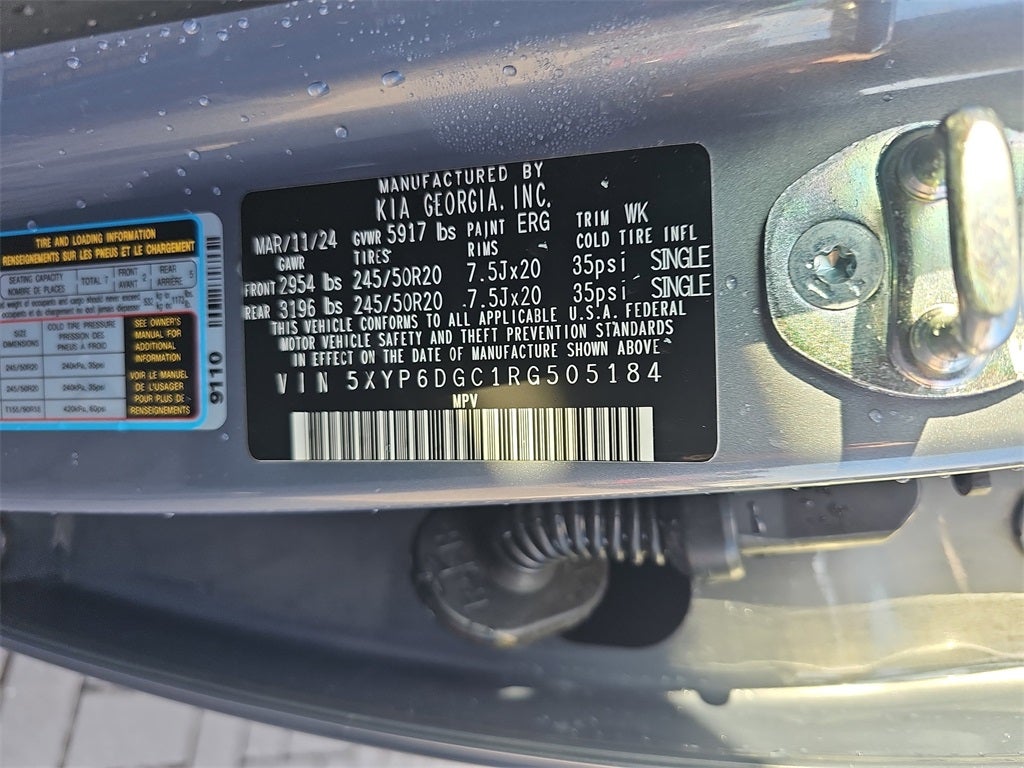 TIRE AND LOADING INFORMATION
RENSEIGNEMENTS SUR LES PNEUS ET LE CHARGEMENT
SEATING CAPACITY TOTAL 7 FRONT 2 REAR 5
NOMBRE DE PLACES AVANT ARRIÈRE
SIZE COLD TIRE PRESSURE
DIMENSIONS PRESSION DES PNEUS A FROID
245/50R20 240kPa, 35psi
245/50R20 240kPa, 35psi
420kPa, 60psi
SEE OWNER'S
MANUAL FOR
ADDITIONAL
INFORMATION
VOIR LE MANUEL
DE L'USAGER
POUR PLUS DE
RENSEIGNEMENTS
9110
MANUFACTURED BY
KIA GEORGIA, INC.
MAR/11/24 GVWR 5917 lbs PAINT ERG TRIM WK
GAWR TIRES RIMS COLD TIRE INFL
FRONT 2954 lbs 245/50R20 7.5Jx20 35psi SINGLE
REAR 3196 lbs 245/50R20 7.5Jx20 35psi SINGLE
THIS VEHICLE CONFORMS TO ALL APPLICABLE U.S.A. FEDERAL
MOTOR VEHICLE SAFETY AND THEFT PREVENTION STANDARDS
IN EFFECT ON THE DATE OF MANUFACTURE SHOWN ABOVE
VIN 5XYP6DGC1RG505184
MPV